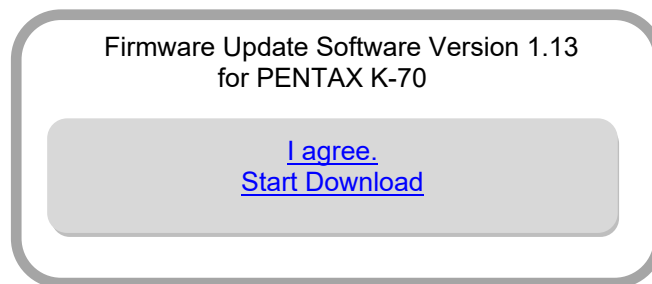 Firmware Update Software Version 1.13
for PENTAX K-70
I agree.
Start Download